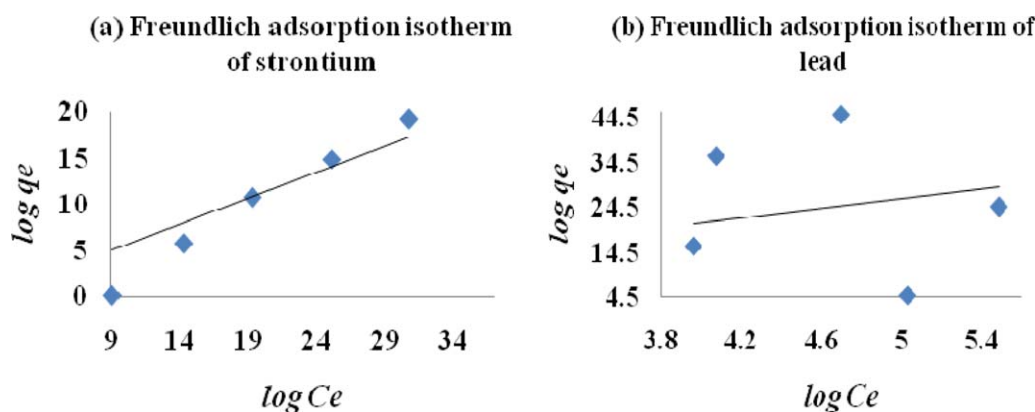 (a) Freundlich adsorption isotherm
of strontium
20
15
10
5
0
log qe
9 14 19 24 29 34
log Ce
(b) Freundlich adsorption isotherm of
lead
44.5
34.5
24.5
14.5
4.5
log qe
3.8 4.2 4.6 5 5.4
log Ce